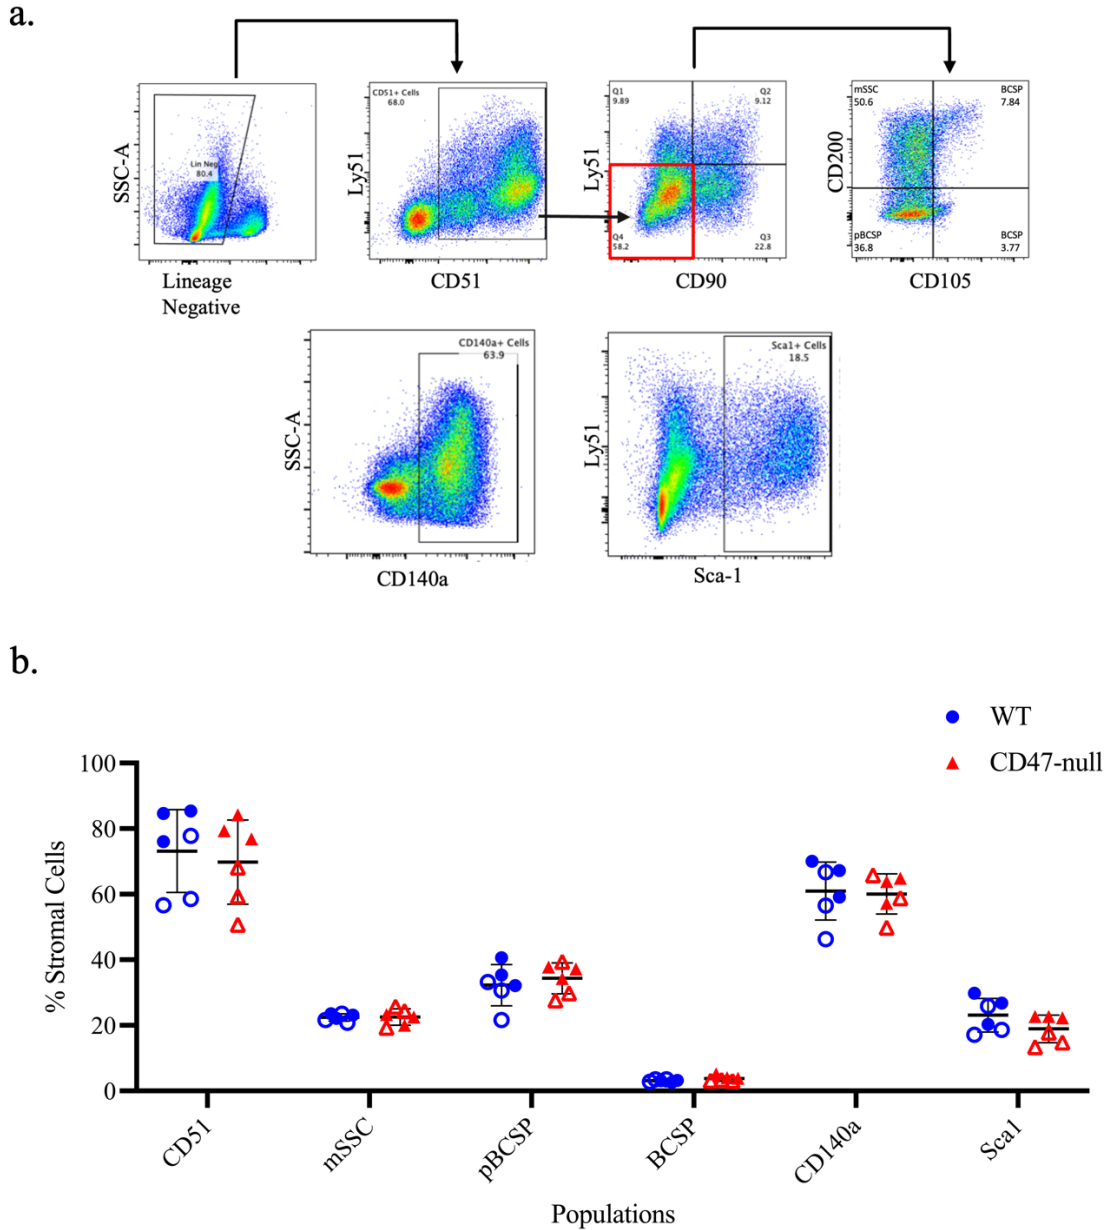 a.
SSC-A
Lin Neg
80.4
Lineage
Negative
Ly51
CD51+ Cells
68.0
CD51
Ly51
Q1
9.89
Q2
9.12
Q4
58.2
Q3
22.8
CD90
CD200
mSSC
50.6
BCSP
7.84
pBCSP
36.8
BCSP
3.77
CD105
SSC-A
CD140a+ Cells
63.9
CD140a
Ly51
Sca1+ Cells
18.5
Sca-1
b.
WT
CD47-null
% Stromal Cells
100
80
60
40
20
0
CD51
mSSC
pBCSP
BCSP
CD140a
Sca1
Populations